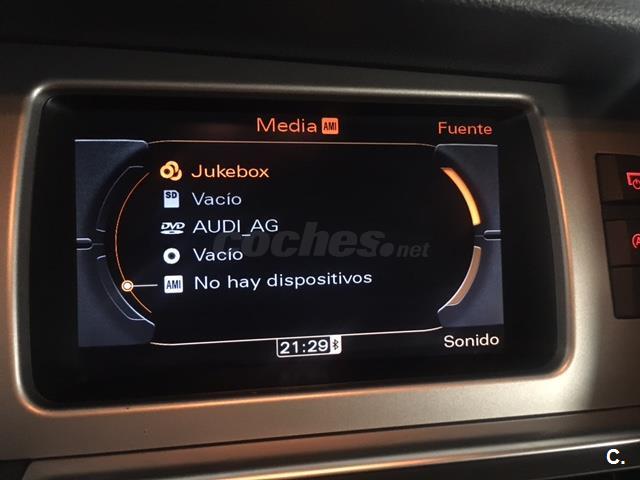 Media AMI
Fuente
Jukebox
SD Vacío
DVD AUDI_AG
Vacío
AMI No hay dispositivos
coches.net
21:29
Sonido
C.